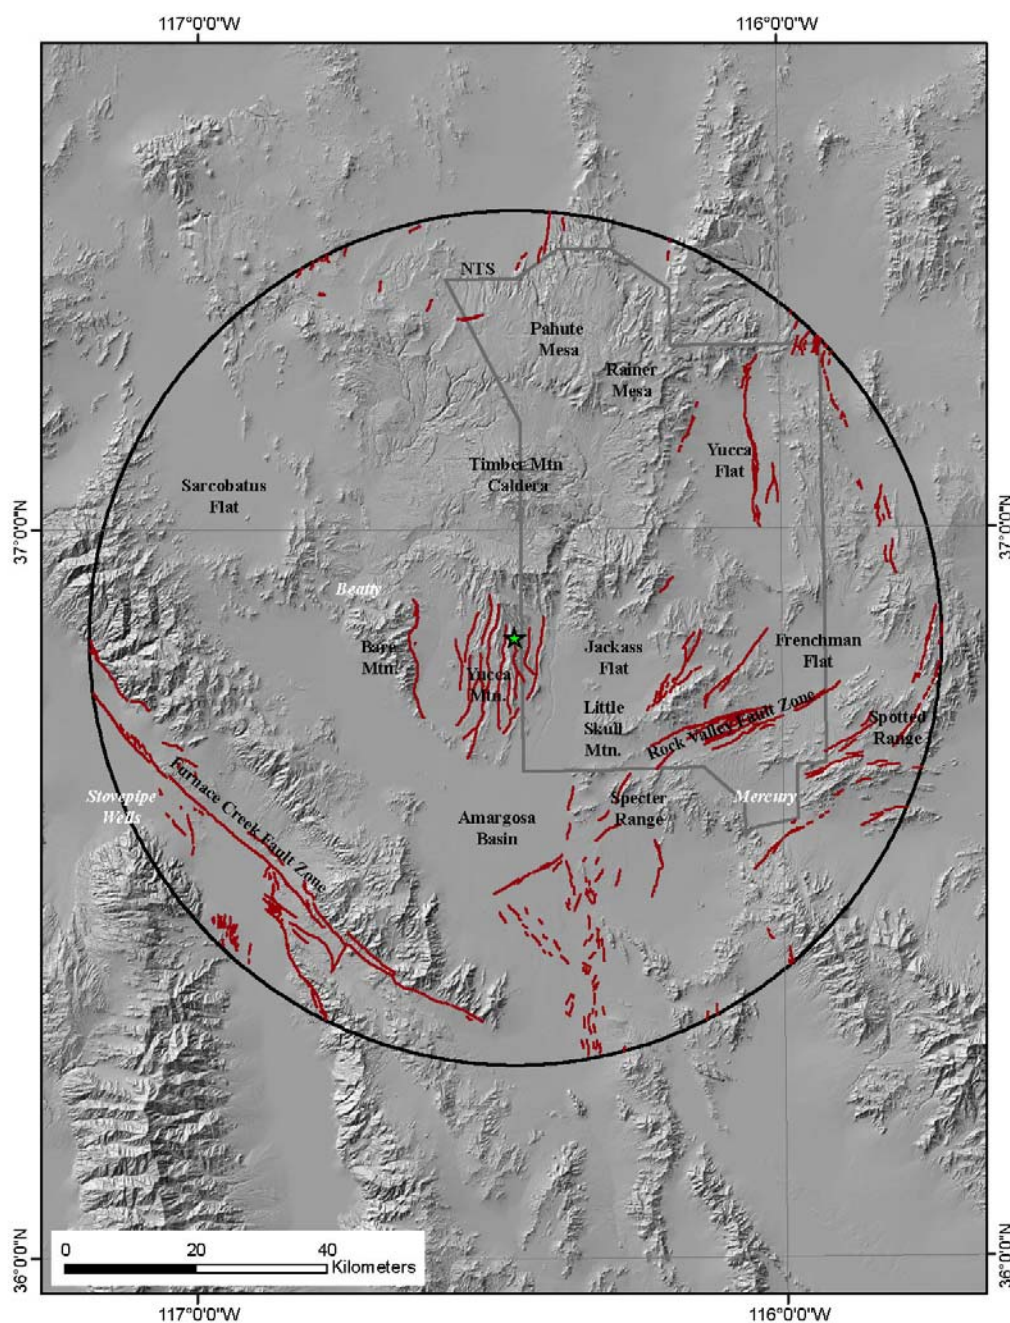 117°0'0"W
116°0'0"W
NTS
Pahute
Mesa
Rainer
Mesa
Yucca
Flat
Timber Mtn
Caldera
Sarcobatus
Flat
37°0'0"N
37°0'0"N
Beatty
Bare
Mtn.
Yucca
Mtn.
Jackass
Flat
Frenchman
Flat
Little
Skull
Mtn.
Rock Valley Fault Zone
Spotted
Range
Furnace Creek Fault Zone
Stovepipe
Wells
Amargosa
Basin
Specter
Range
Mercury
0 20 40
Kilometers
36°0'0"N
36°0'0"N
117°0'0"W
116°0'0"W